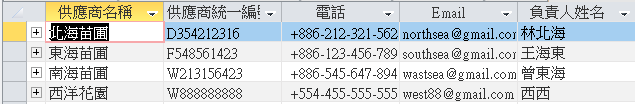 供應商名稱 供應商統一編 電話 Email 負責人姓名
北海苗圃 D354212316 +886-212-321-562 northsea@gmail.com 林北海
東海苗圃 F548561423 +886-123-456-789 southsea@gmail.com 王海東
南海苗圃 W213156423 +886-545-647-894 wastsea@gmail.com 曾東海
西洋花園 W888888888 +554-455-555-555 west88@gmail.com 西西